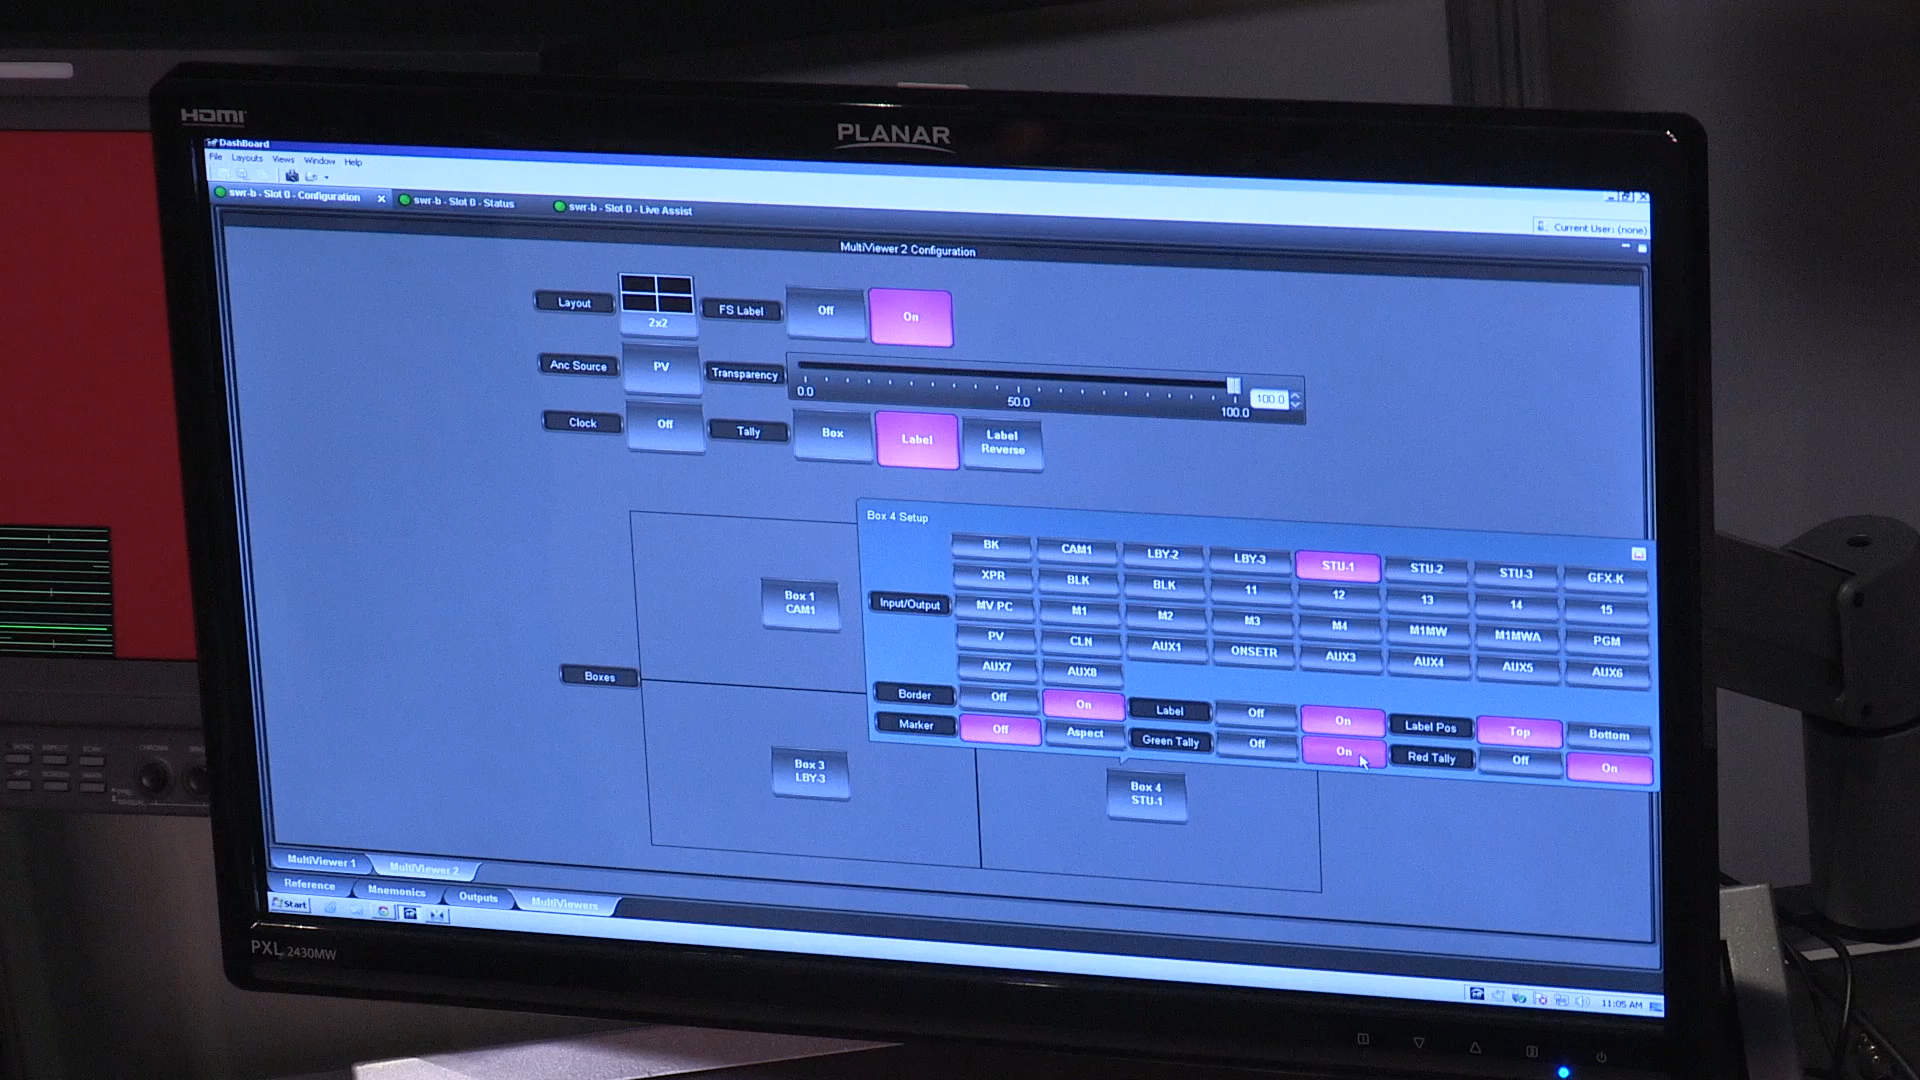 HDMI
PLANAR
DashBoard
File Layouts Views Window Help
swr-b - Slot 0 - Configuration
swr-b - Slot 0 - Status
swr-b - Slot 0 - Live Assist
Current User: (none)
MultiViewer 2 Configuration
Layout
2x2
FS Label
Off
On
Anc Source
PV
Transparency
0.0
50.0
100.0
100.0
Clock
Off
Tally
Box
Label
Label
Reverse
Boxes
Box 1
CAM1
Box 3
LBY-3
Box 4
STU-1
Box 4 Setup
Input/Output
BK CAM1 LBY-2 LBY-3 STU-1 STU-2 STU-3 GFX-K
XPR BLK BLK 11 12 13 14 15
MV PC M1 M2 M3 M4 M1MW M1MWA PGM
PV CLN AUX1 ONSETR AUX3 AUX4 AUX5 AUX6
AUX7 AUX8
Border Off On Label Off On Label Pos Top Bottom
Marker Off Aspect Green Tally Off On Red Tally Off On
MultiViewer 1 MultiViewer 2
Reference Mnemonics Outputs MultiViewers
Start
11:05 AM
PXL 2430MW